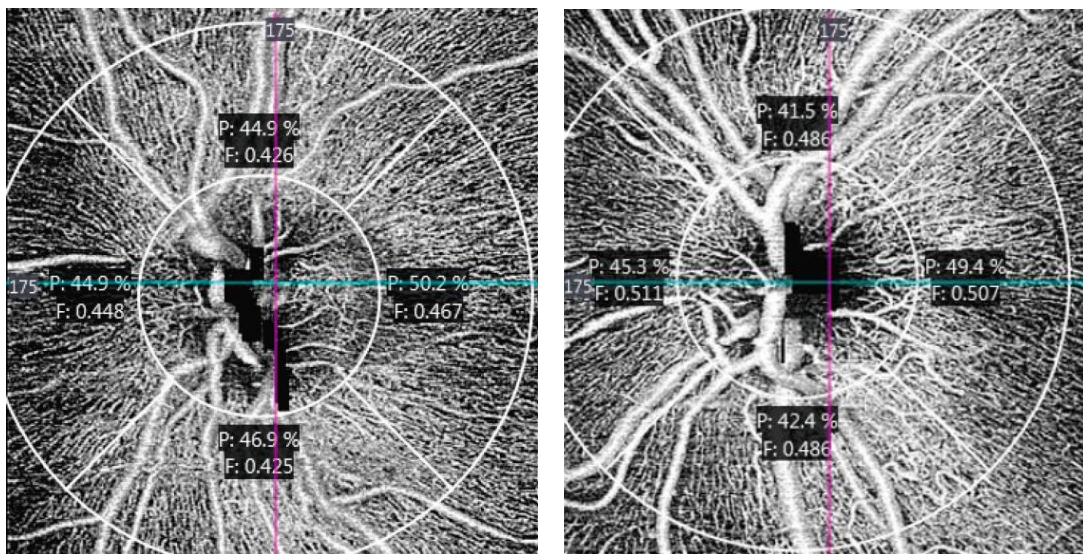 175
P: 44.9 %
F: 0.426
175
P: 44.9 %
F: 0.448
P: 50.2 %
F: 0.467
P: 46.9 %
F: 0.425
175
P: 41.5 %
F: 0.486
175
P: 45.3 %
F: 0.511
P: 49.4 %
F: 0.507
P: 42.4 %
F: 0.486